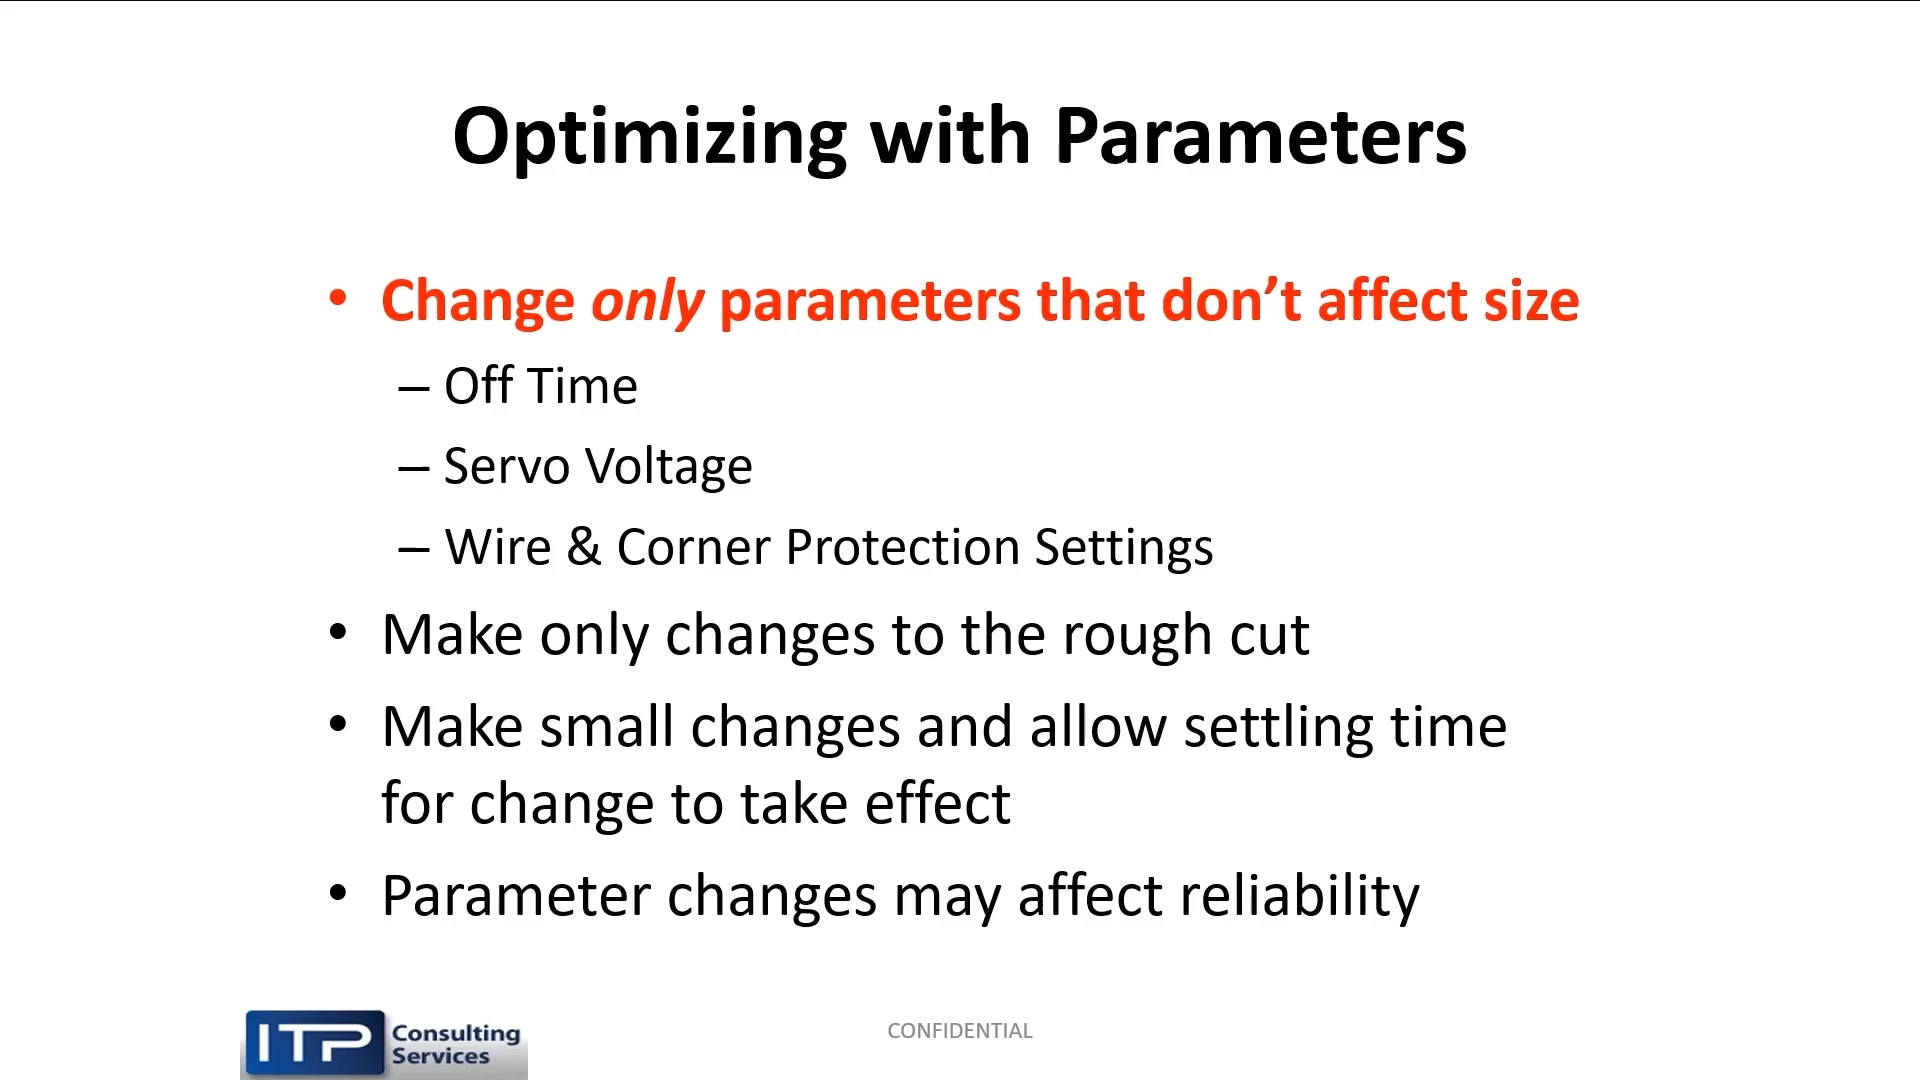 Optimizing with Parameters
• Change only parameters that don’t affect size
– Off Time
– Servo Voltage
– Wire & Corner Protection Settings
• Make only changes to the rough cut
• Make small changes and allow settling time
for change to take effect
• Parameter changes may affect reliability
ITP Consulting
Services
CONFIDENTIAL